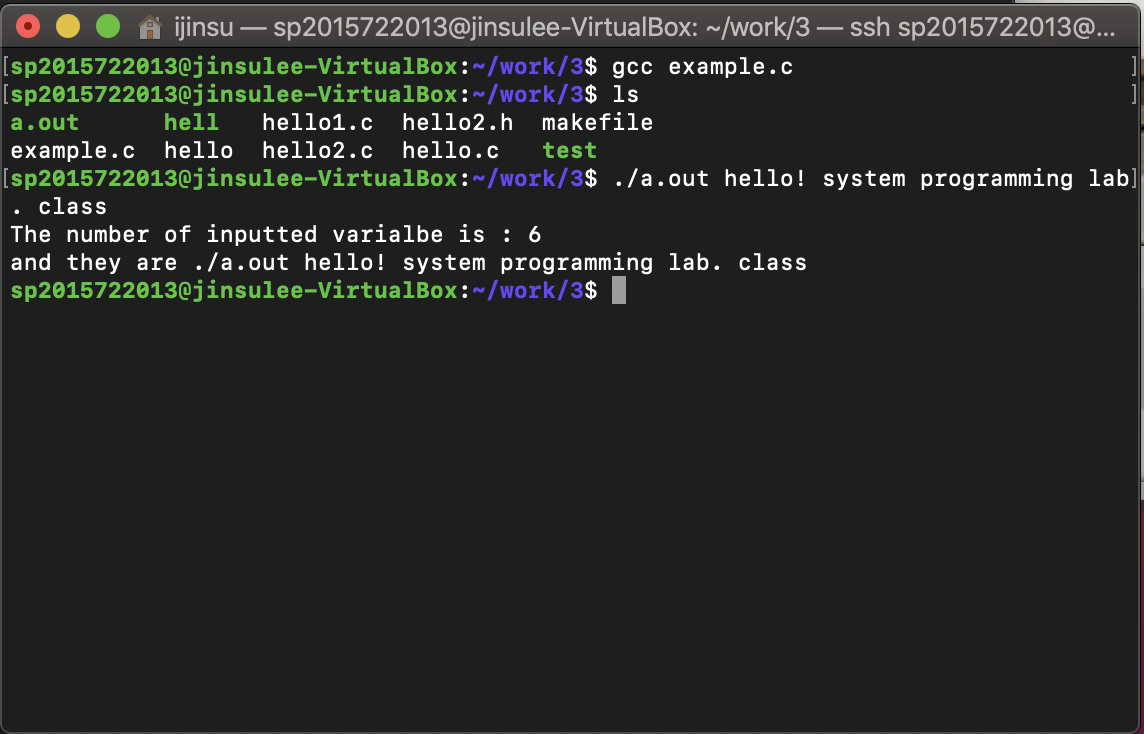 ijinsu — sp2015722013@jinsulee-VirtualBox: ~/work/3 — ssh sp2015722013@...
[sp2015722013@jinsulee-VirtualBox:~/work/3$ gcc example.c ]
[sp2015722013@jinsulee-VirtualBox:~/work/3$ ls ]
a.out hell hello1.c hello2.h makefile
example.c hello hello2.c hello.c test
[sp2015722013@jinsulee-VirtualBox:~/work/3$ ./a.out hello! system programming lab]
. class
The number of inputted varialbe is : 6
and they are ./a.out hello! system programming lab. class
sp2015722013@jinsulee-VirtualBox:~/work/3$